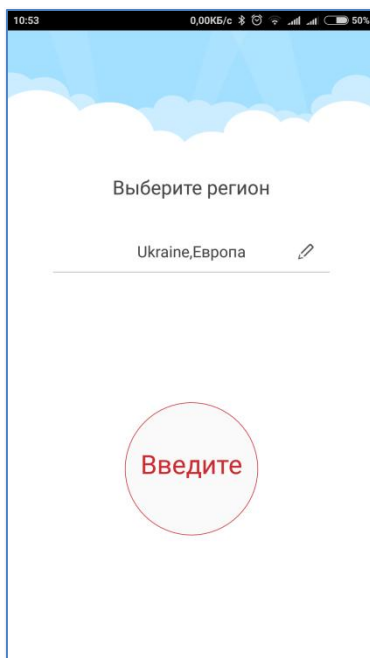 10:53 0,00КБ/с 50%
Выберите регион
Ukraine,Европа
Введите